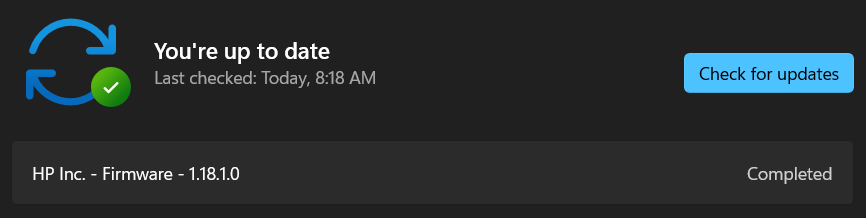 You're up to date
Last checked: Today, 8:18 AM
Check for updates
HP Inc. - Firmware - 1.18.1.0
Completed